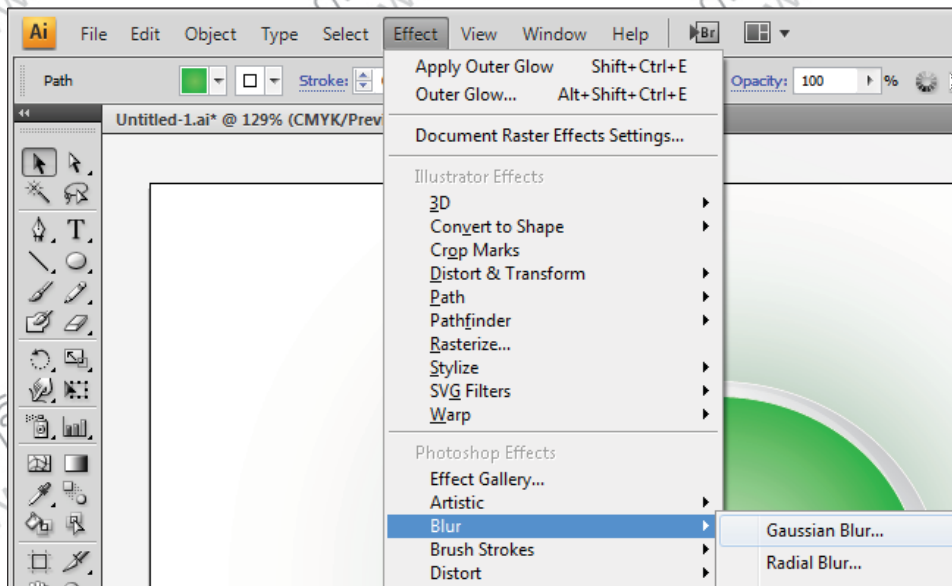 Ai File Edit Object Type Select Effect View Window Help Br
Path Stroke: Opacity: 100 %
Untitled-1.ai* @ 129% (CMYK/Prev
Apply Outer Glow Shift+Ctrl+E
Outer Glow... Alt+Shift+Ctrl+E
Document Raster Effects Settings...
Illustrator Effects
3D
Convert to Shape
Crop Marks
Distort & Transform
Path
Pathfinder
Rasterize...
Stylize
SVG Filters
Warp
Photoshop Effects
Effect Gallery...
Artistic
Blur
Gaussian Blur...
Brush Strokes
Radial Blur...
Distort